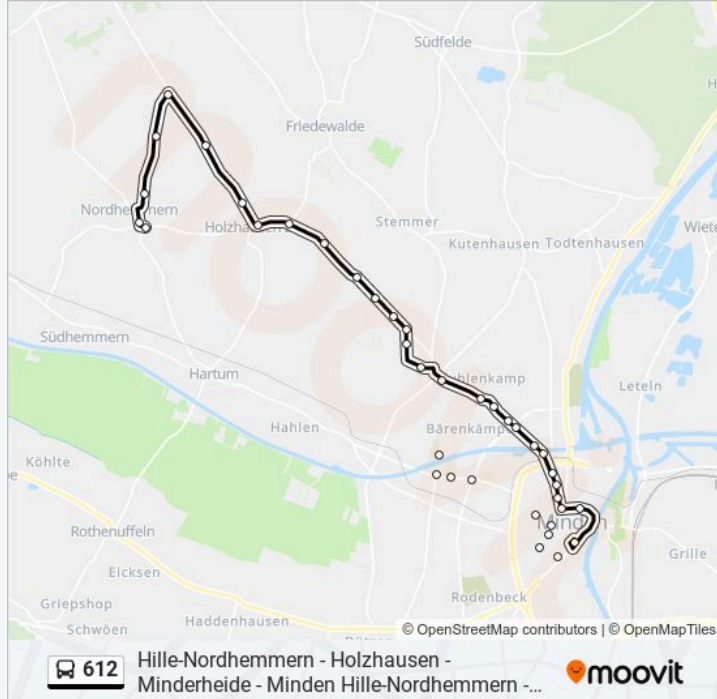 Südfelde
Friedewalde
Nordhemmern
Holzhausen
Stemmer
Kutenhausen
Todtenhausen
Südhemmern
Hartum
Leteln
Hahlen
Köhlte
Minden
Rothenuffeln
Grille
Eicksen
Griepshop
Rodenbeck
Haddenhausen
Schwöen
© OpenStreetMap contributors | © OpenMapTiles
612
Hille-Nordhemmern - Holzhausen -
Minderheide - Minden Hille-Nordhemmern -...
moovit